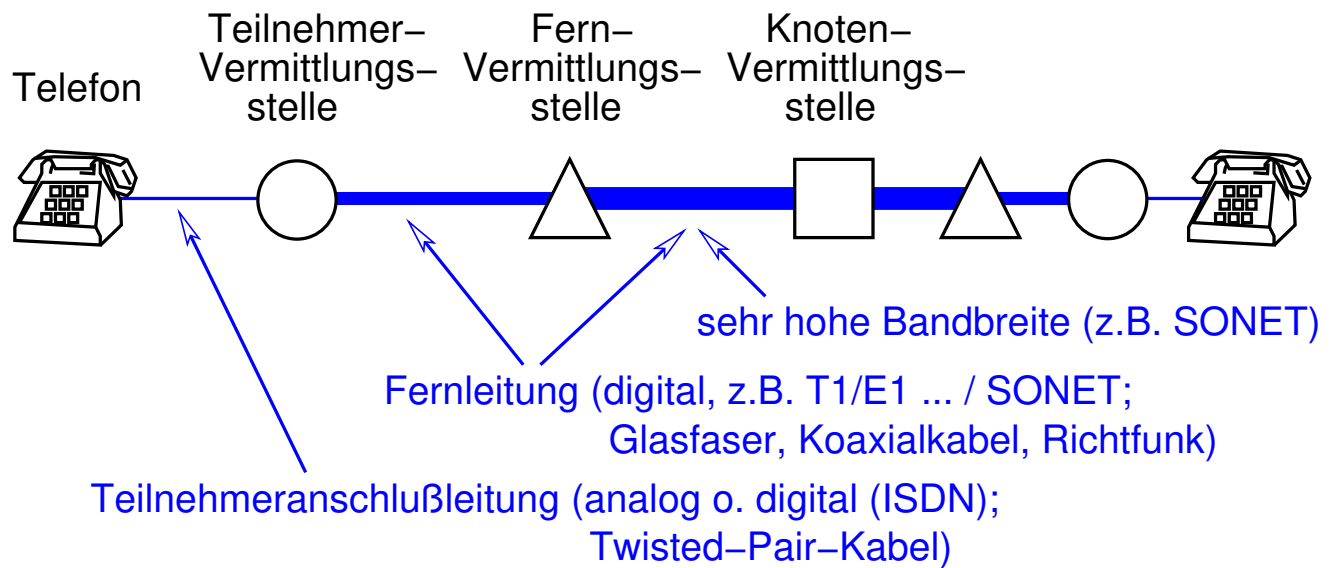 Telefon
Teilnehmer−
Vermittlungs−
stelle
Fern−
Vermittlungs−
stelle
Knoten−
Vermittlungs−
stelle
sehr hohe Bandbreite (z.B. SONET)
Fernleitung (digital, z.B. T1/E1 ... / SONET;
Glasfaser, Koaxialkabel, Richtfunk)
Teilnehmeranschlußleitung (analog o. digital (ISDN);
Twisted−Pair−Kabel)